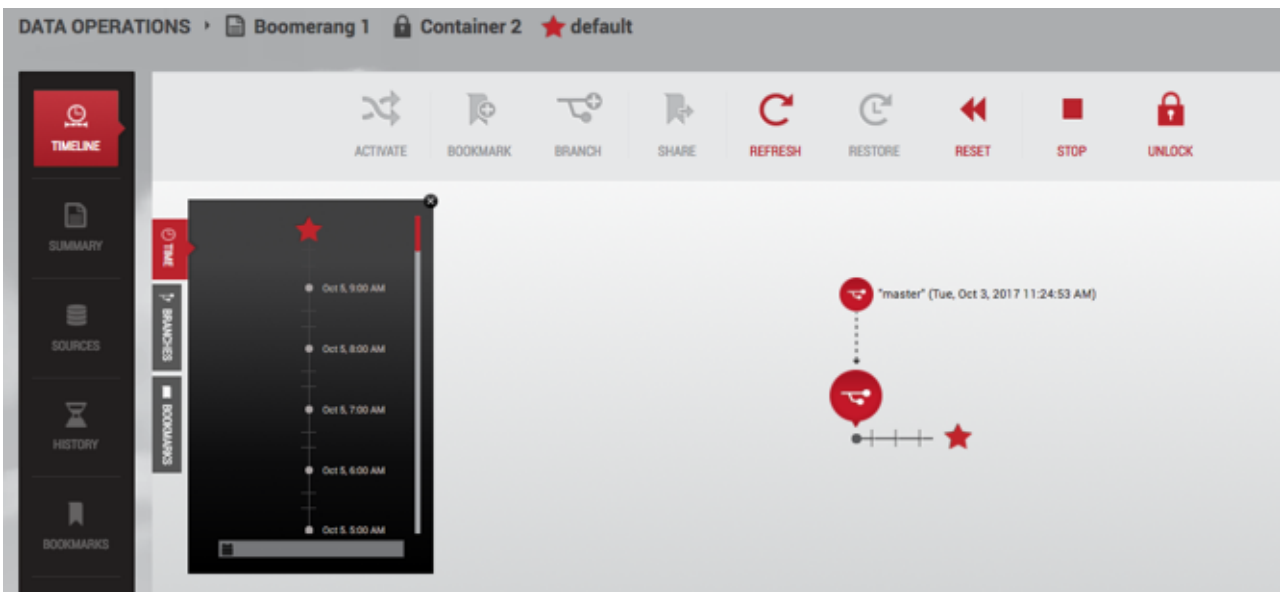 DATA OPERATIONS Boomerang 1 Container 2 default
TIMELINE
SUMMARY
SOURCES
HISTORY
BOOKMARKS
ACTIVATE BOOKMARK BRANCH SHARE REFRESH RESTORE RESET STOP UNLOCK
TIME
BRANCHES
BOOKMARKS
Oct 5, 9:00 AM
Oct 5, 8:00 AM
Oct 5, 7:00 AM
Oct 5, 6:00 AM
Oct 5, 5:00 AM
"master" (Tue, Oct 3, 2017 11:24:53 AM)